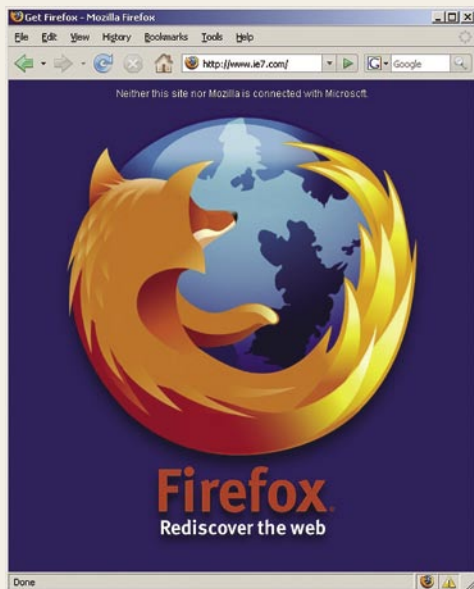 Get Firefox - Mozilla Firefox
File Edit View History Bookmarks Tools Help
http://www.ie7.com/ G Google
Neither this site nor Mozilla is connected with Microsoft.
Firefox
Rediscover the web
Done